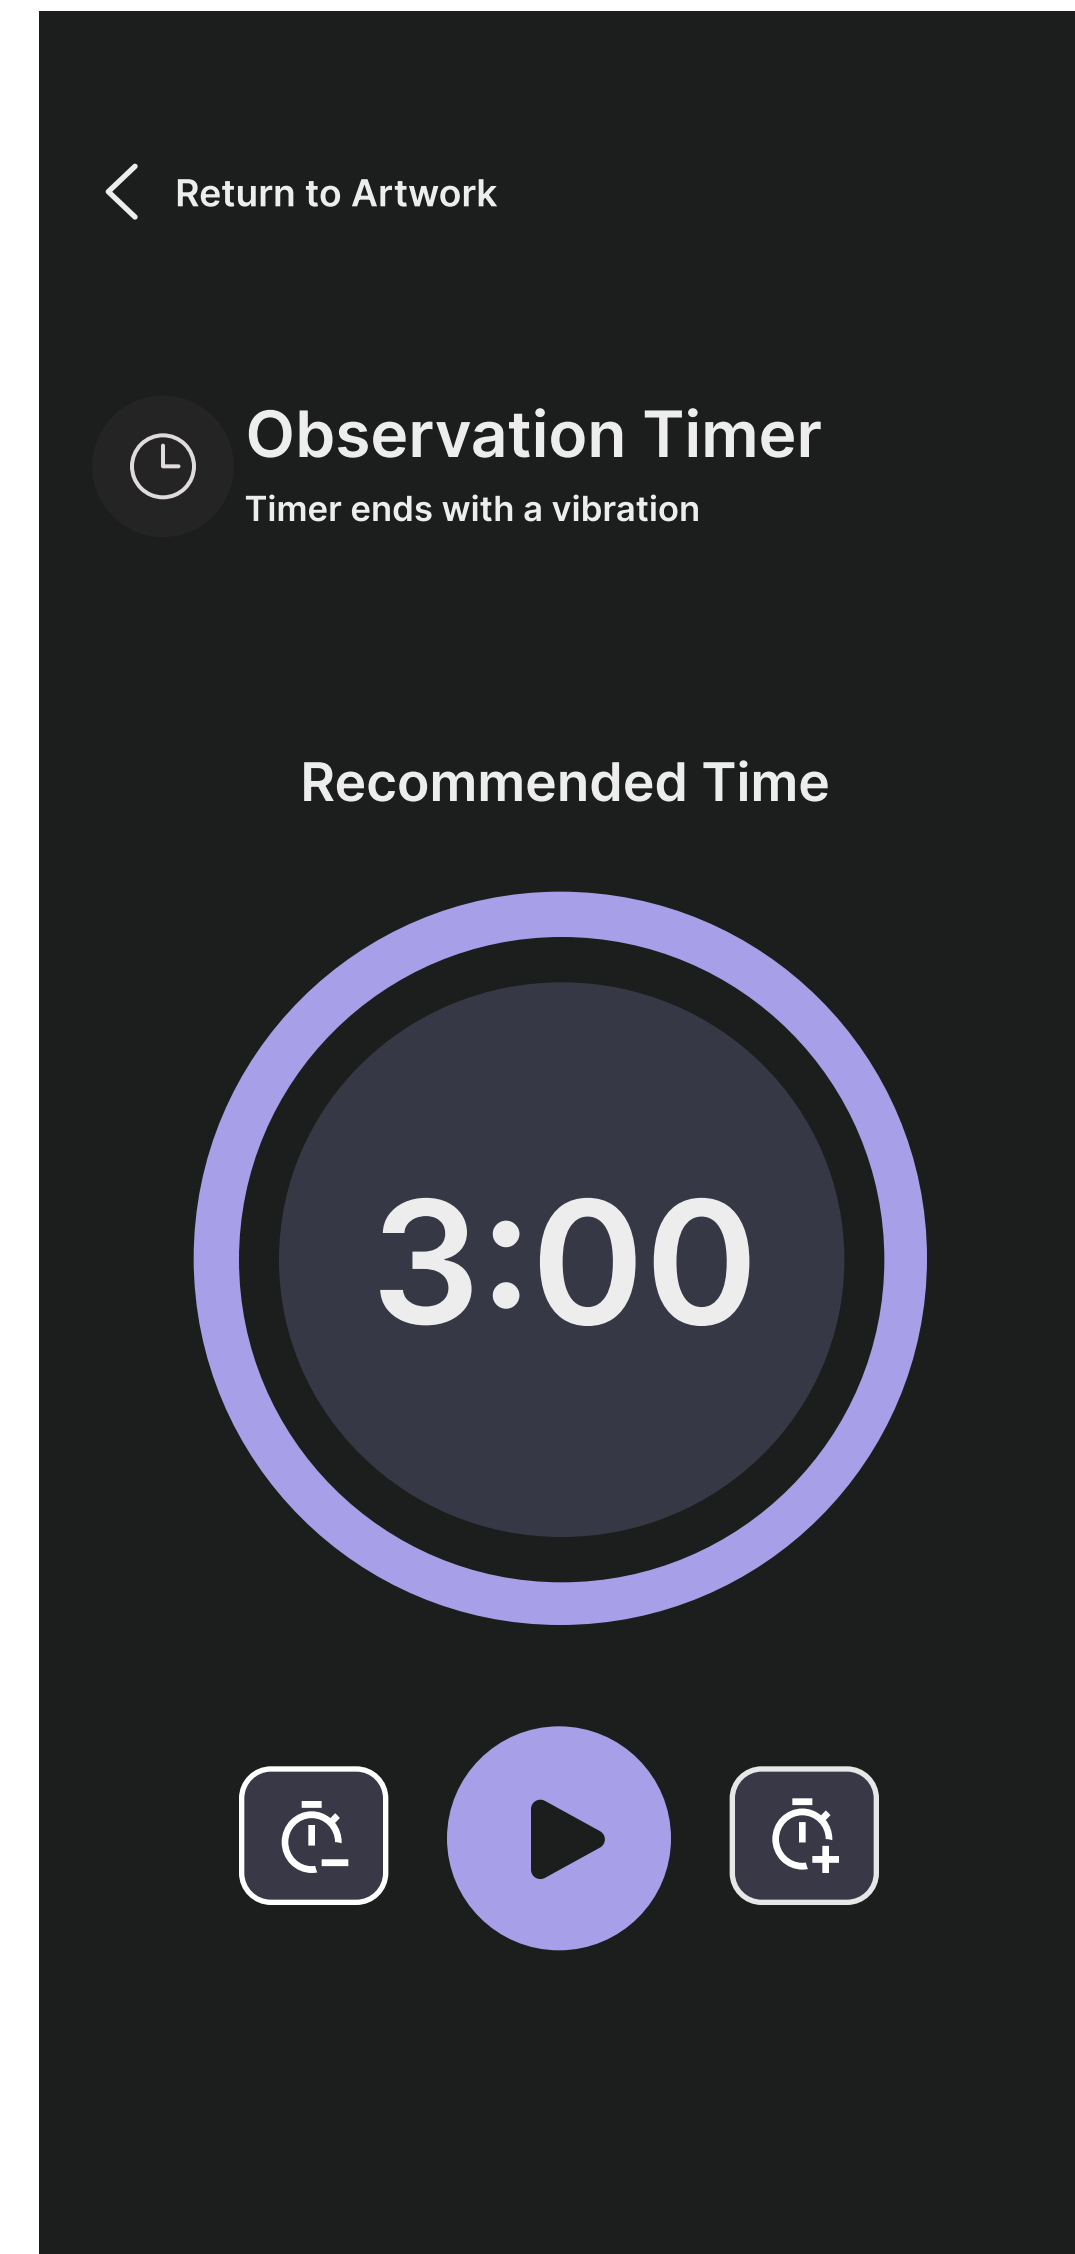 Return to Artwork
Observation Timer
Timer ends with a vibration
Recommended Time
3:00